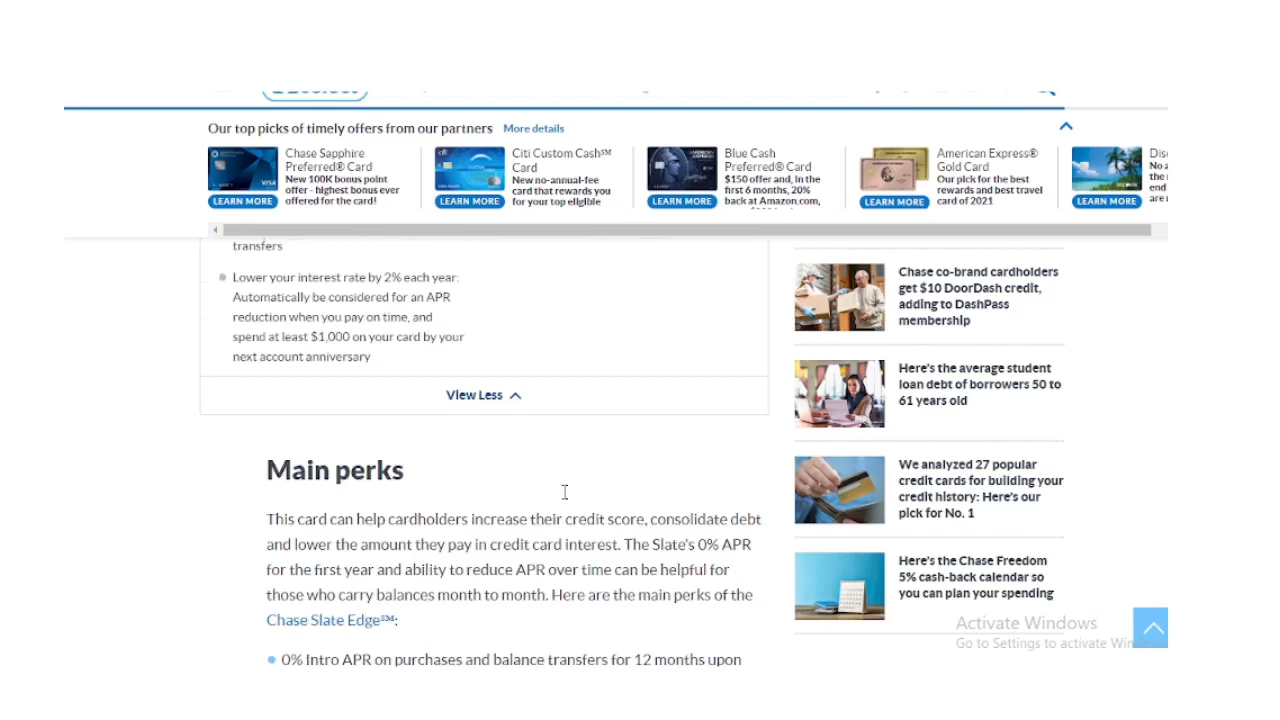 Our top picks of timely offers from our partners More details
Chase Sapphire
Preferred® Card
New 100K bonus point
offer - highest bonus ever
offered for the card!
LEARN MORE
Citi Custom Cash℠
Card
New no-annual-fee
card that rewards you
for your top eligible
LEARN MORE
Blue Cash
Preferred® Card
$150 offer and, in the
first 6 months, 20%
back at Amazon.com,
LEARN MORE
American Express®
Gold Card
Our pick for the best
rewards and best travel
card of 2021
LEARN MORE
No a
the
end
are
LEARN MORE
transfers
Lower your interest rate by 2% each year:
Automatically be considered for an APR
reduction when you pay on time, and
spend at least $1,000 on your card by your
next account anniversary
View Less
Main perks
This card can help cardholders increase their credit score, consolidate debt
and lower the amount they pay in credit card interest. The Slate's 0% APR
for the first year and ability to reduce APR over time can be helpful for
those who carry balances month to month. Here are the main perks of the
Chase Slate Edge℠:
0% Intro APR on purchases and balance transfers for 12 months upon
Chase co-brand cardholders
get $10 DoorDash credit,
adding to DashPass
membership
Here's the average student
loan debt of borrowers 50 to
61 years old
We analyzed 27 popular
credit cards for building your
credit history: Here's our
pick for No. 1
Here's the Chase Freedom
5% cash-back calendar so
you can plan your spending
Activate Windows
Go to Settings to activate Win